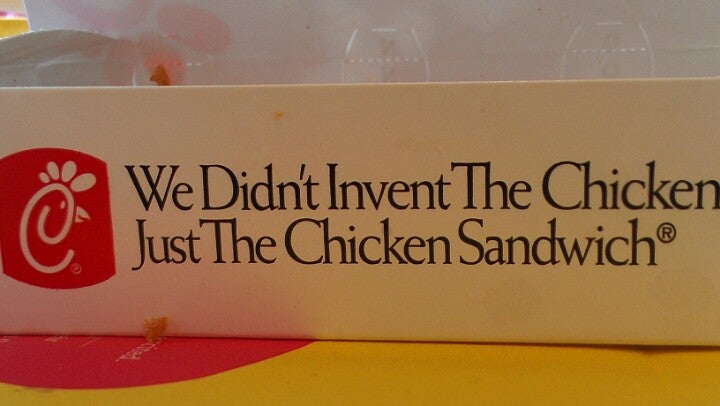 We Didn't Invent The Chicken
Just The Chicken Sandwich®